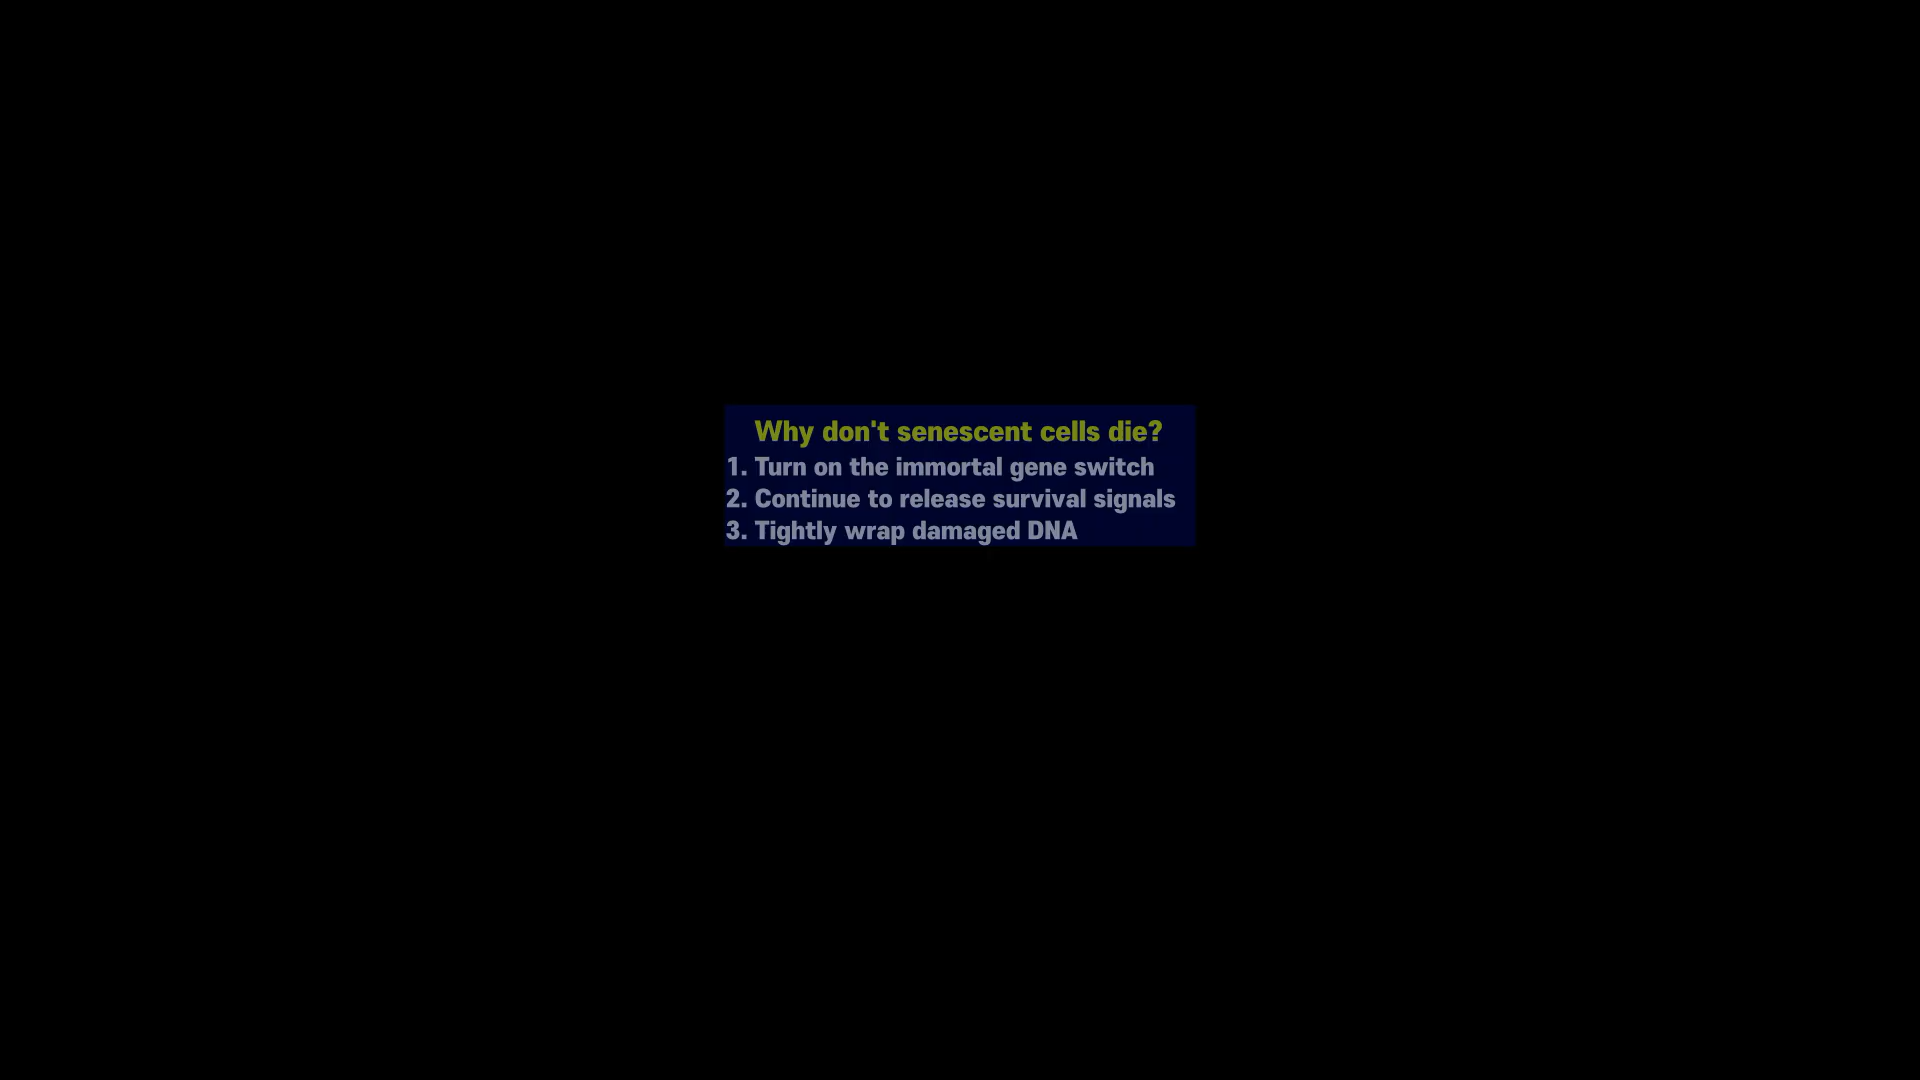 Why don't senescent cells die?
1. Turn on the immortal gene switch
2. Continue to release survival signals
3. Tightly wrap damaged DNA